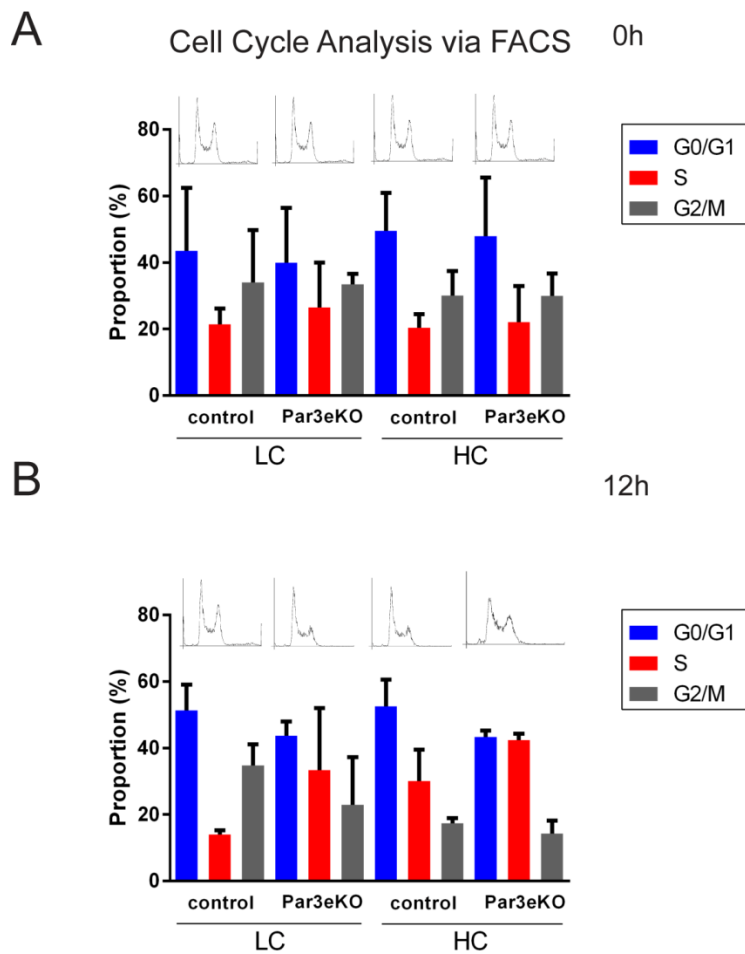 A
Cell Cycle Analysis via FACS
0h
80
60
40
20
0
Proportion (%)
G0/G1
S
G2/M
control
Par3eKO
control
Par3eKO
LC
HC
B
12h
80
60
40
20
0
Proportion (%)
G0/G1
S
G2/M
control
Par3eKO
control
Par3eKO
LC
HC